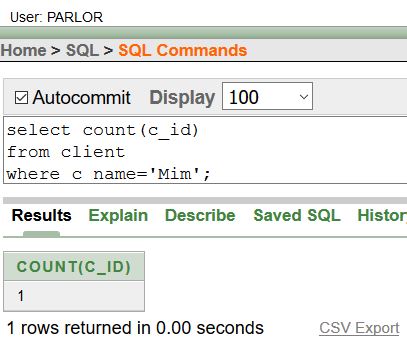 User: PARLOR
Home > SQL > SQL Commands
Autocommit Display 100
select count(c_id)
from client
where c_name='Mim';
Results Explain Describe Saved SQL Histor
COUNT(C_ID)
1
1 rows returned in 0.00 seconds CSV Export